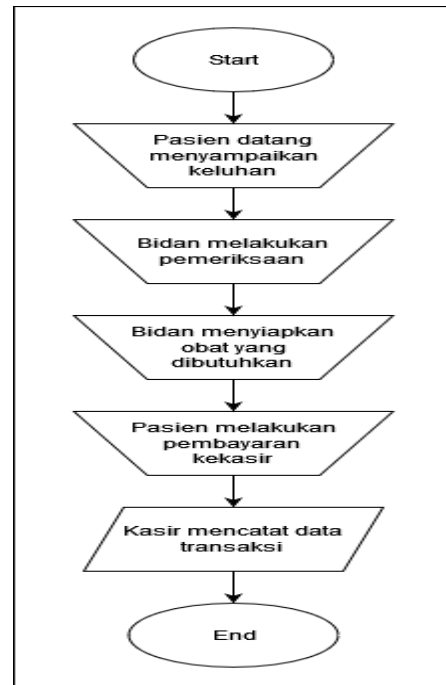 Start
Pasien datang
menyampaikan
keluhan
Bidan melakukan
pemeriksaan
Bidan menyiapkan
obat yang
dibutuhkan
Pasien melakukan
pembayaran
kekasir
Kasir mencatat data
transaksi
End